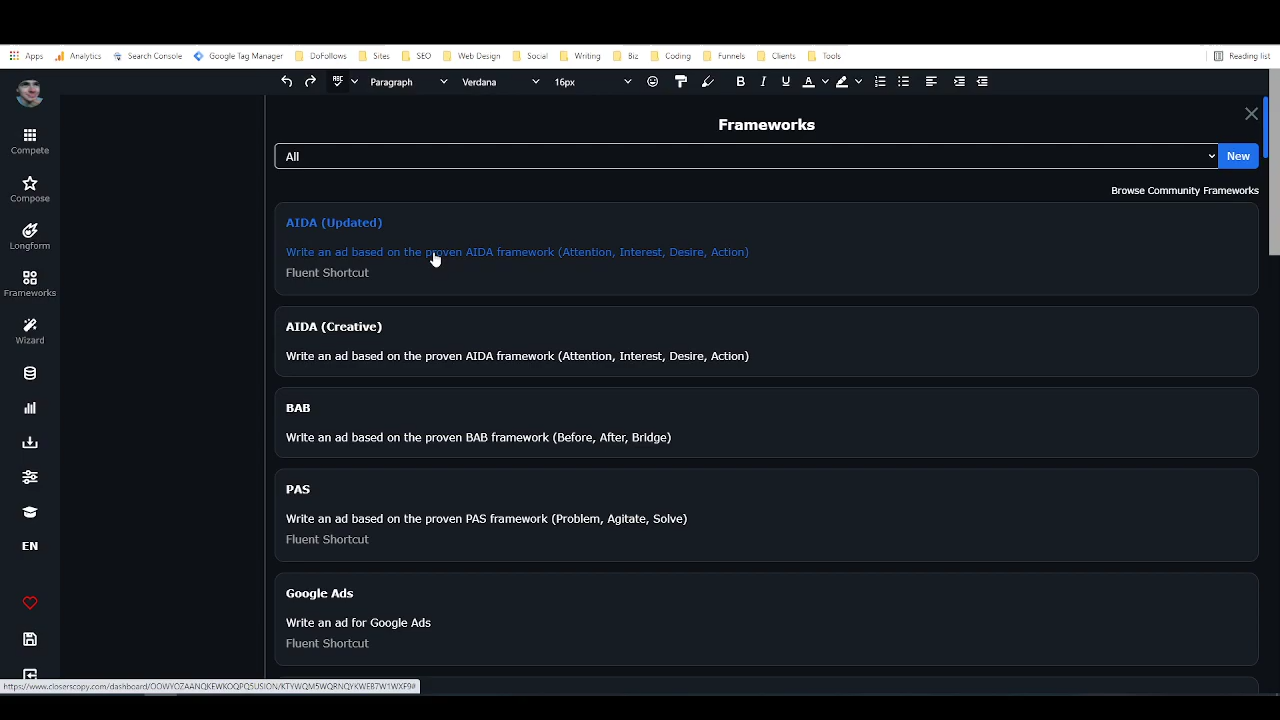 Apps Analytics Search Console Google Tag Manager DoFollows Sites SEO Web Design Social Writing Biz Coding Funnels Clients Tools Reading list
ABC Paragraph Verdana 16px B I U A
Frameworks
All New
Browse Community Frameworks
Compete
Compose
Longform
Frameworks
Wizard
EN
AIDA (Updated)
Write an ad based on the proven AIDA framework (Attention, Interest, Desire, Action)
Fluent Shortcut
AIDA (Creative)
Write an ad based on the proven AIDA framework (Attention, Interest, Desire, Action)
BAB
Write an ad based on the proven BAB framework (Before, After, Bridge)
PAS
Write an ad based on the proven PAS framework (Problem, Agitate, Solve)
Fluent Shortcut
Google Ads
Write an ad for Google Ads
Fluent Shortcut